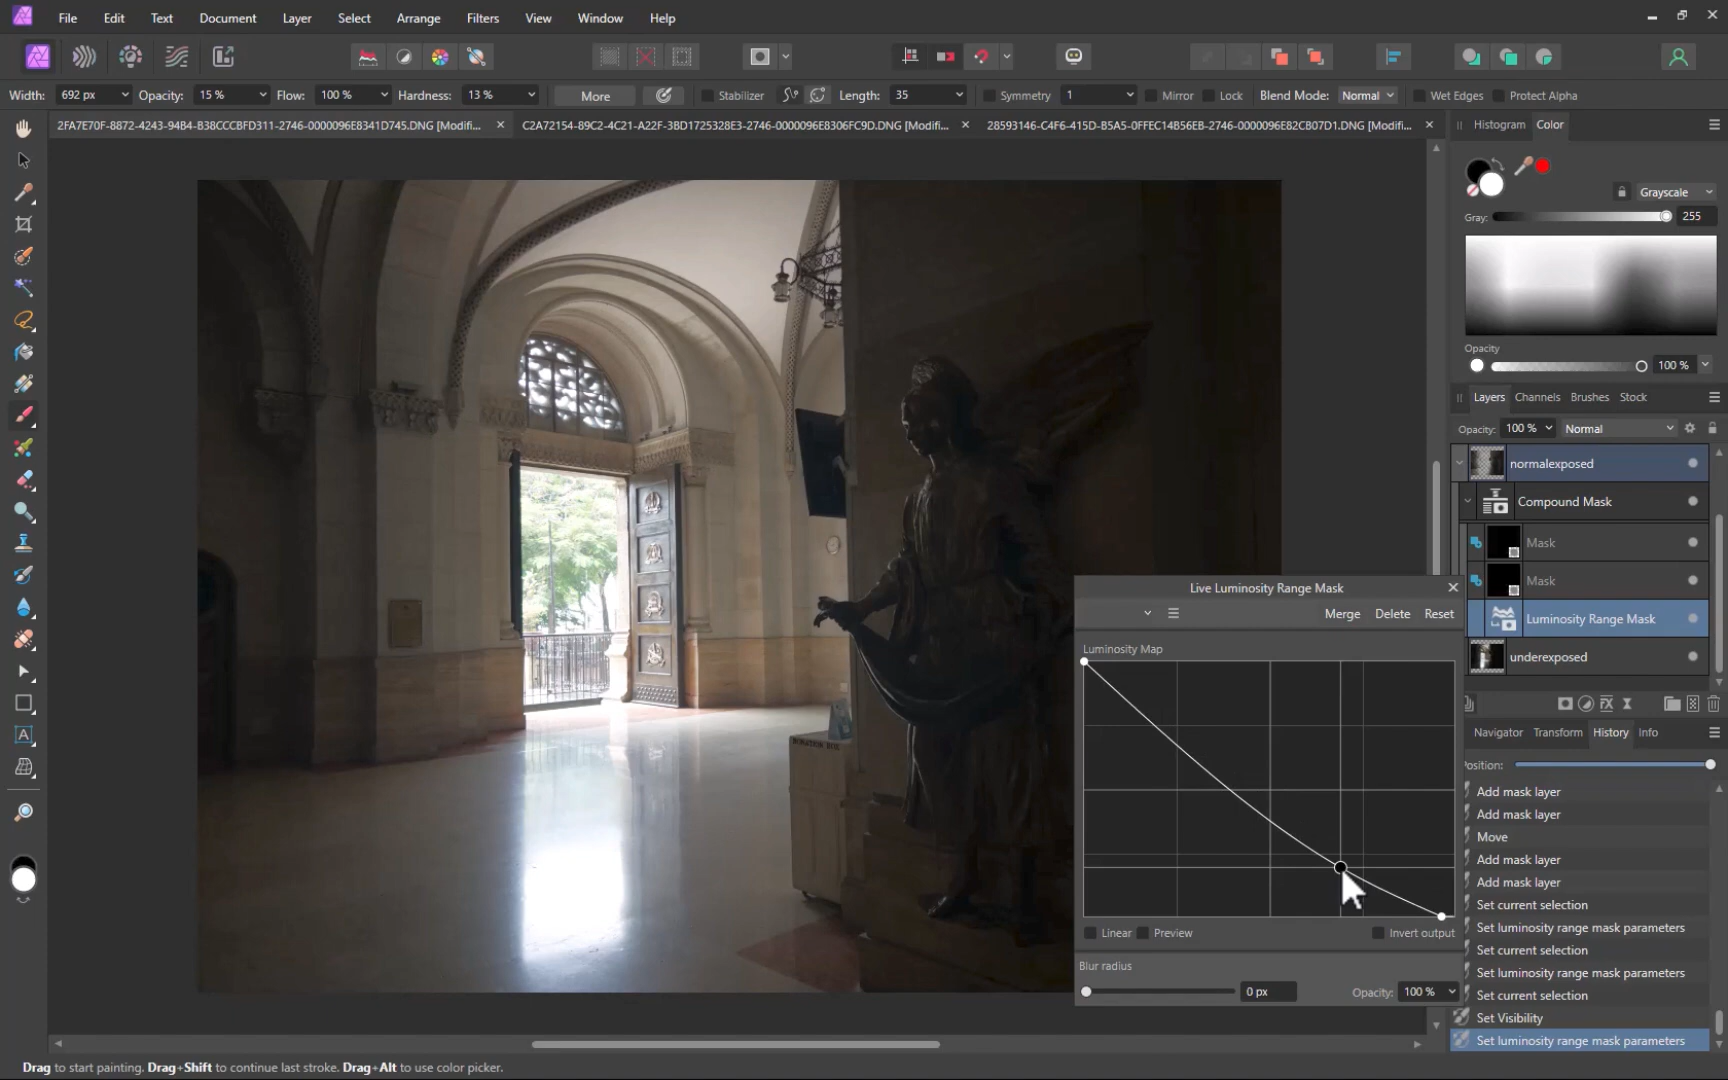 File Edit Text Document Layer Select Arrange Filters View Window Help
Width: 692 px Opacity: 15 % Flow: 100 % Hardness: 13 % More Stabilizer Length: 35 Symmetry 1 Mirror Lock Blend Mode: Normal Wet Edges Protect Alpha
2FA7E70F-8872-4243-94B4-B38CCCBFD311-2746-0000096E8341D745.DNG [Modifi... C2A72154-89C2-4C21-A22F-3BD1725328E3-2746-0000096E8306FC9D.DNG [Modifi... 28593146-C4F6-415D-B5A5-0FFEC14B56EB-2746-0000096E82CB07D1.DNG [Modifi...
Histogram Color
Grayscale
Gray: 255
Opacity
100 %
Layers Channels Brushes Stock
Opacity: 100 % Normal
normalexposed
Compound Mask
Mask
Mask
Luminosity Range Mask
underexposed
Live Luminosity Range Mask
Merge Delete Reset
Luminosity Map
Linear Preview Invert output
Blur radius
0 px Opacity: 100 %
DONATION BOX
Navigator Transform History Info
Position:
Add mask layer
Add mask layer
Move
Add mask layer
Add mask layer
Set current selection
Set luminosity range mask parameters
Set current selection
Set luminosity range mask parameters
Set current selection
Set Visibility
Set luminosity range mask parameters
Drag to start painting. Drag+Shift to continue last stroke. Drag+Alt to use color picker.